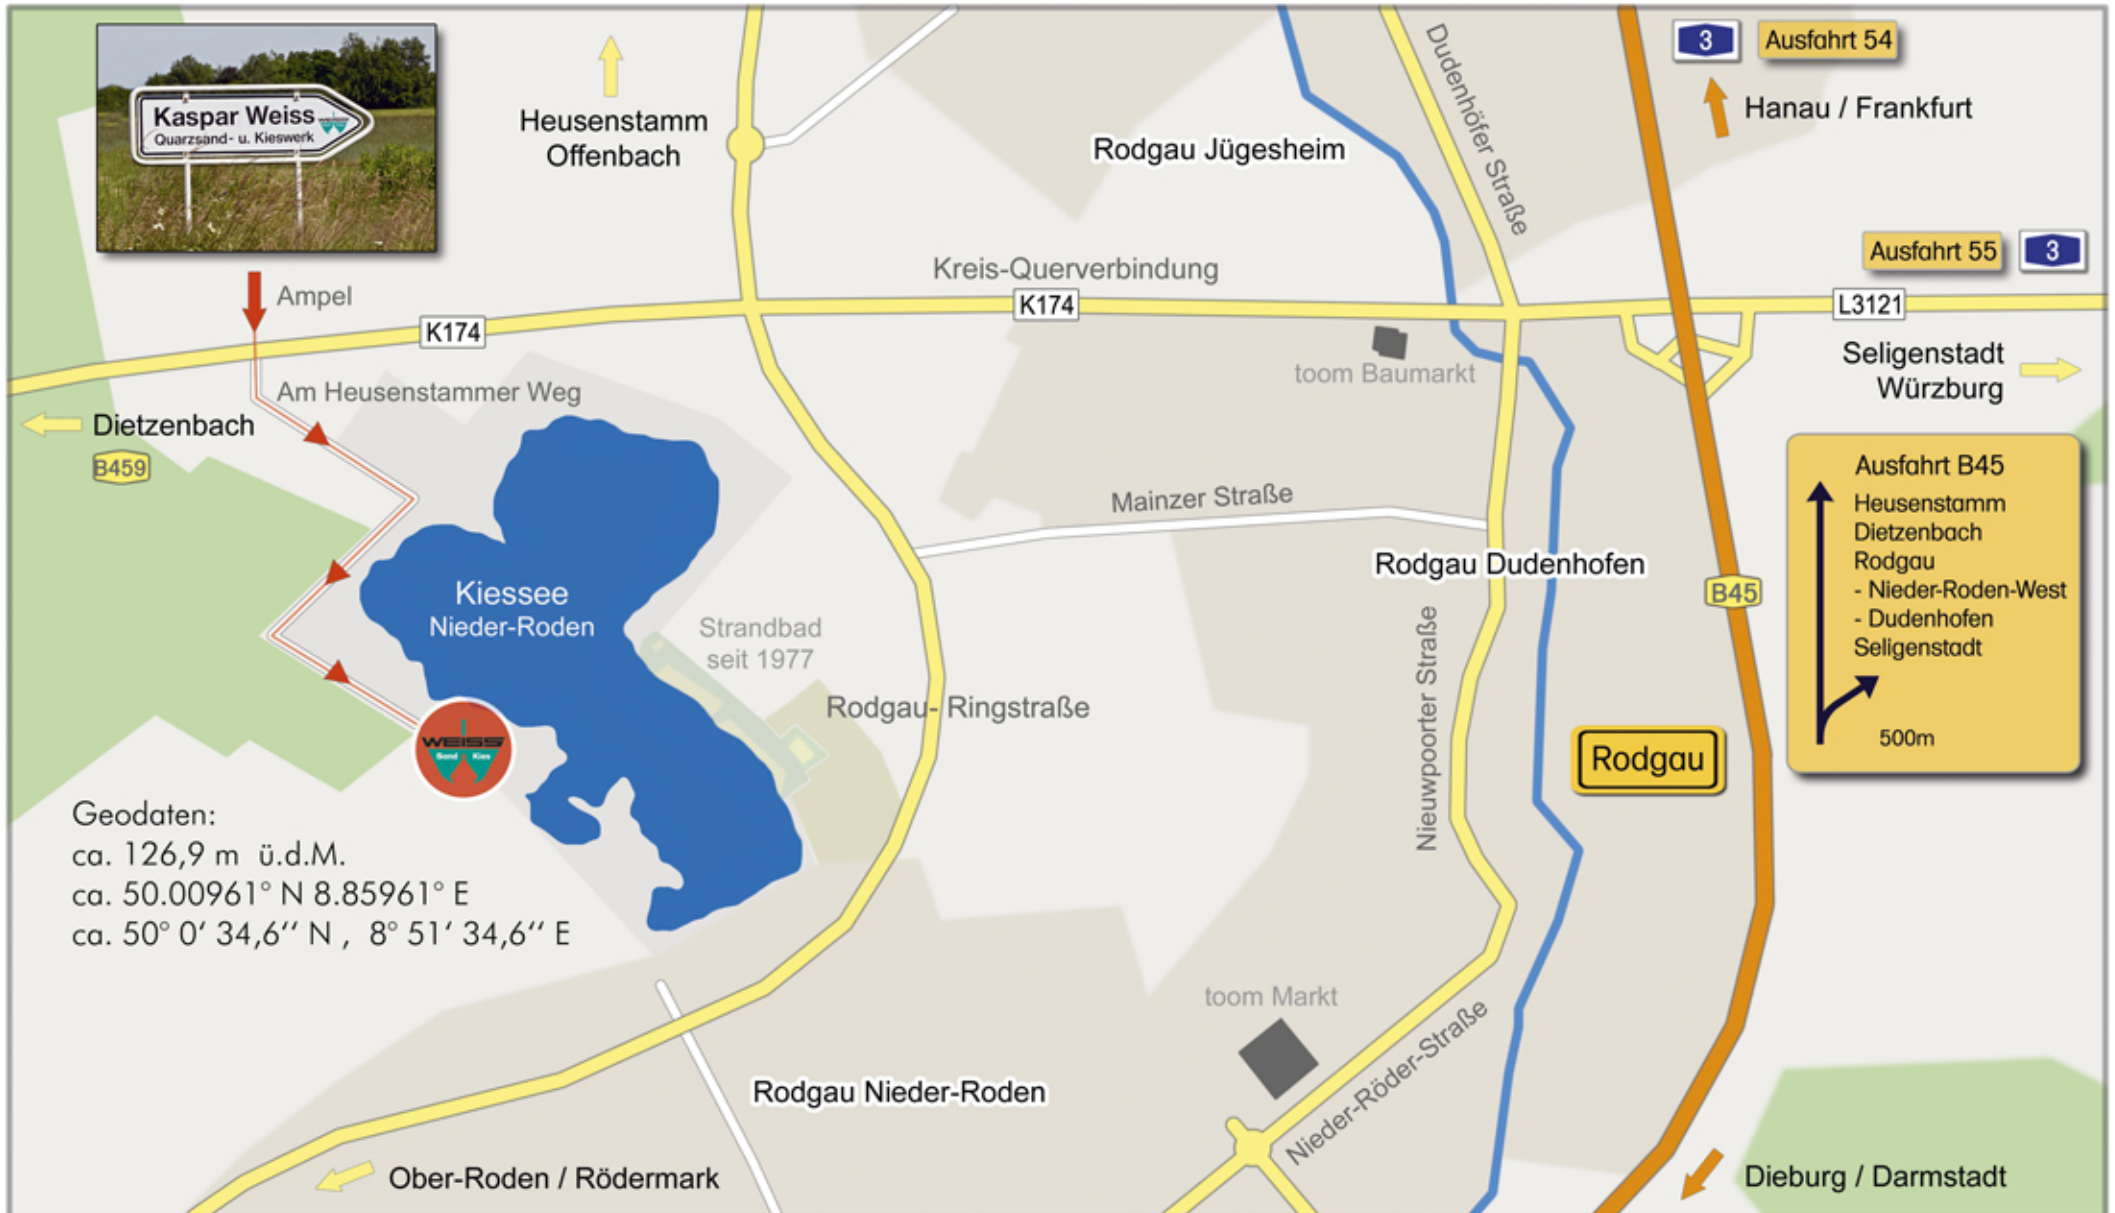 Kaspar Weiss
Quarzsand- u. Kieswerk
Heusenstamm
Offenbach
Dudenhöfer Straße
3
Ausfahrt 54
Hanau / Frankfurt
Rodgau Jügesheim
Ausfahrt 55
3
Kreis-Querverbindung
Ampel
K174
K174
L3121
Seligenstadt
Würzburg
toom Baumarkt
Am Heusenstammer Weg
Dietzenbach
B459
Ausfahrt B45
Heusenstamm
Dietzenbach
Rodgau
- Nieder-Roden-West
- Dudenhofen
Seligenstadt
500m
Mainzer Straße
Rodgau Dudenhofen
B45
Kiessee
Nieder-Roden
Strandbad
seit 1977
Rodgau- Ringstraße
Nieuwpoorter Straße
Rodgau
WEISS
Sand Kies
Geodaten:
ca. 126,9 m ü.d.M.
ca. 50.00961° N 8.85961° E
ca. 50° 0‘ 34,6‘‘ N , 8° 51‘ 34,6‘‘ E
toom Markt
Nieder-Röder-Straße
Rodgau Nieder-Roden
Ober-Roden / Rödermark
Dieburg / Darmstadt